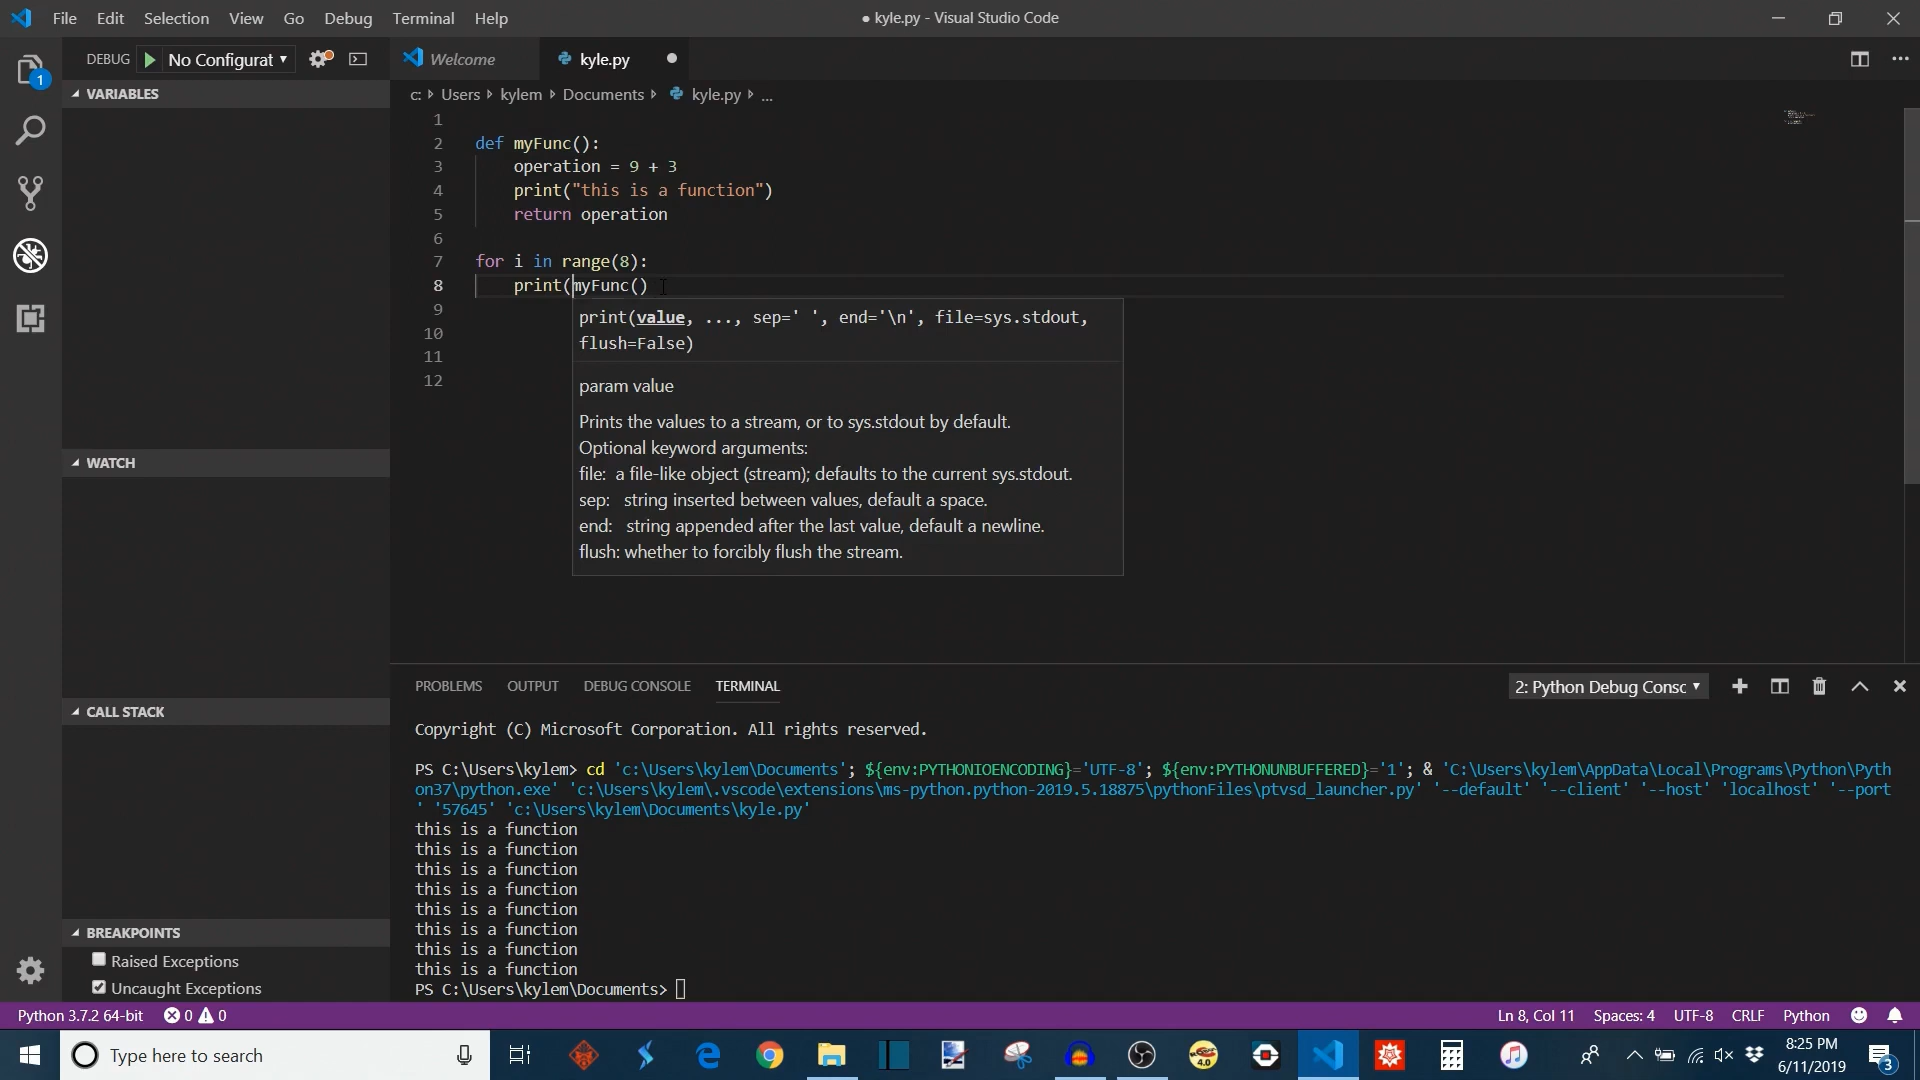 File Edit Selection View Go Debug Terminal Help
● kyle.py - Visual Studio Code
DEBUG No Configurat
Welcome
kyle.py
1
VARIABLES
c: Users kylem Documents kyle.py ...
1
2 def myFunc():
3 operation = 9 + 3
4 print("this is a function")
5 return operation
6
7 for i in range(8):
8 print(myFunc()
9
10
11
12
print(value, ..., sep=' ', end='\n', file=sys.stdout,
flush=False)
param value
Prints the values to a stream, or to sys.stdout by default.
Optional keyword arguments:
file: a file-like object (stream); defaults to the current sys.stdout.
sep: string inserted between values, default a space.
end: string appended after the last value, default a newline.
flush: whether to forcibly flush the stream.
WATCH
CALL STACK
BREAKPOINTS
Raised Exceptions
Uncaught Exceptions
PROBLEMS OUTPUT DEBUG CONSOLE TERMINAL
2: Python Debug Consc
Copyright (C) Microsoft Corporation. All rights reserved.
PS C:\Users\kylem> cd 'c:\Users\kylem\Documents'; ${env:PYTHONIOENCODING}='UTF-8'; ${env:PYTHONUNBUFFERED}='1'; & 'C:\Users\kylem\AppData\Local\Programs\Python\Pyth
on37\python.exe' 'c:\Users\kylem\.vscode\extensions\ms-python.python-2019.5.18875\pythonFiles\ptvsd_launcher.py' '--default' '--client' '--host' 'localhost' '--port
' '57645' 'c:\Users\kylem\Documents\kyle.py'
this is a function
this is a function
this is a function
this is a function
this is a function
this is a function
this is a function
this is a function
PS C:\Users\kylem\Documents>
Python 3.7.2 64-bit 0 0
Ln 8, Col 11 Spaces: 4 UTF-8 CRLF Python
Type here to search
4.0
8:25 PM
6/11/2019
3